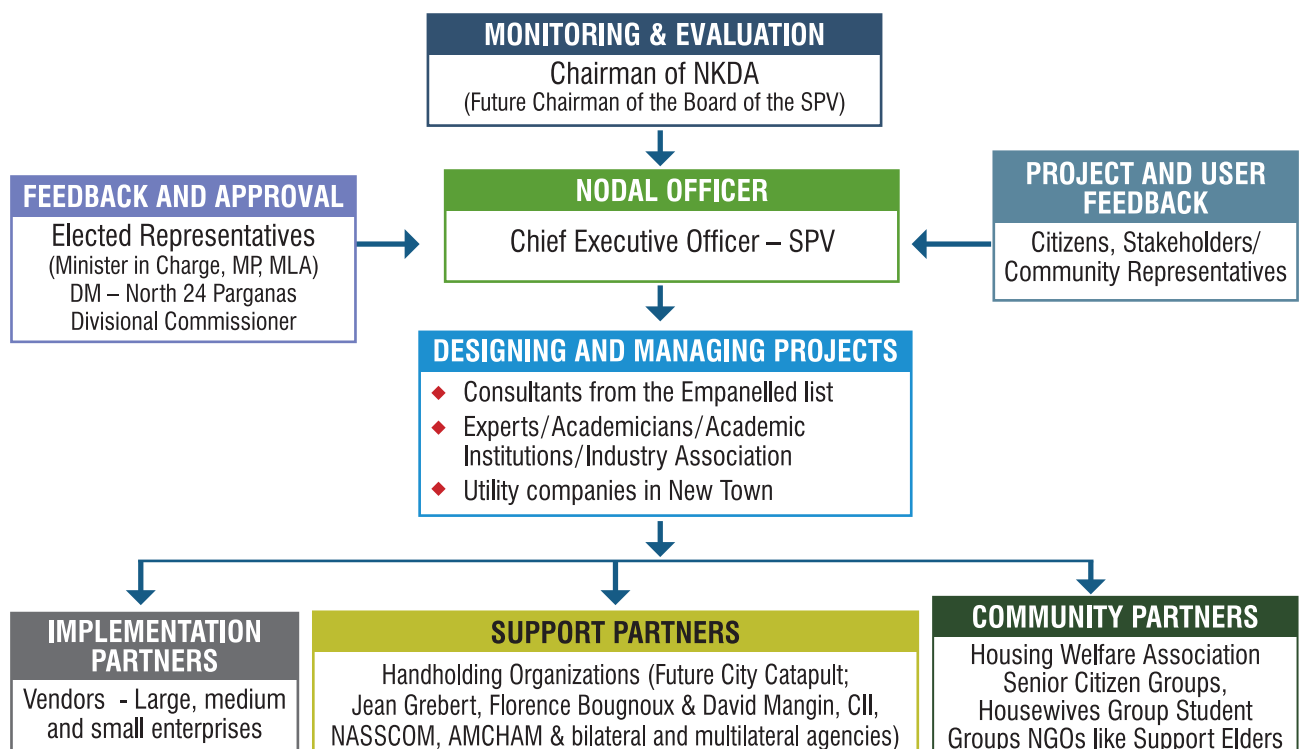 MONITORING & EVALUATION
Chairman of NKDA
(Future Chairman of the Board of the SPV)
FEEDBACK AND APPROVAL
Elected Representatives
(Minister in Charge, MP, MLA)
DM – North 24 Parganas
Divisional Commissioner
NODAL OFFICER
Chief Executive Officer – SPV
PROJECT AND USER
FEEDBACK
Citizens, Stakeholders/
Community Representatives
DESIGNING AND MANAGING PROJECTS
◆ Consultants from the Empanelled list
◆ Experts/Academicians/Academic
Institutions/Industry Association
◆ Utility companies in New Town
IMPLEMENTATION
PARTNERS
Vendors - Large, medium
and small enterprises
SUPPORT PARTNERS
Handholding Organizations (Future City Catapult;
Jean Grebert, Florence Bougnoux & David Mangin, CII,
NASSCOM, AMCHAM & bilateral and multilateral agencies)
COMMUNITY PARTNERS
Housing Welfare Association
Senior Citizen Groups,
Housewives Group Student
Groups NGOs like Support Elders